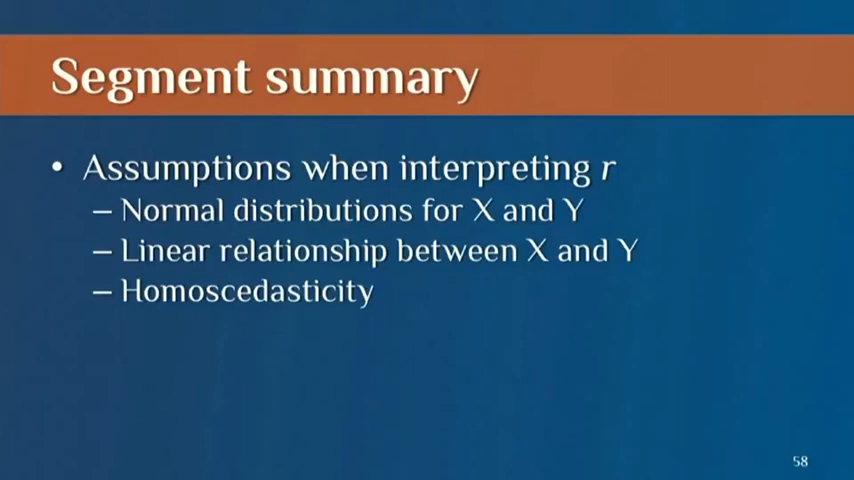 Segment summary
• Assumptions when interpreting r
– Normal distributions for X and Y
– Linear relationship between X and Y
– Homoscedasticity
58